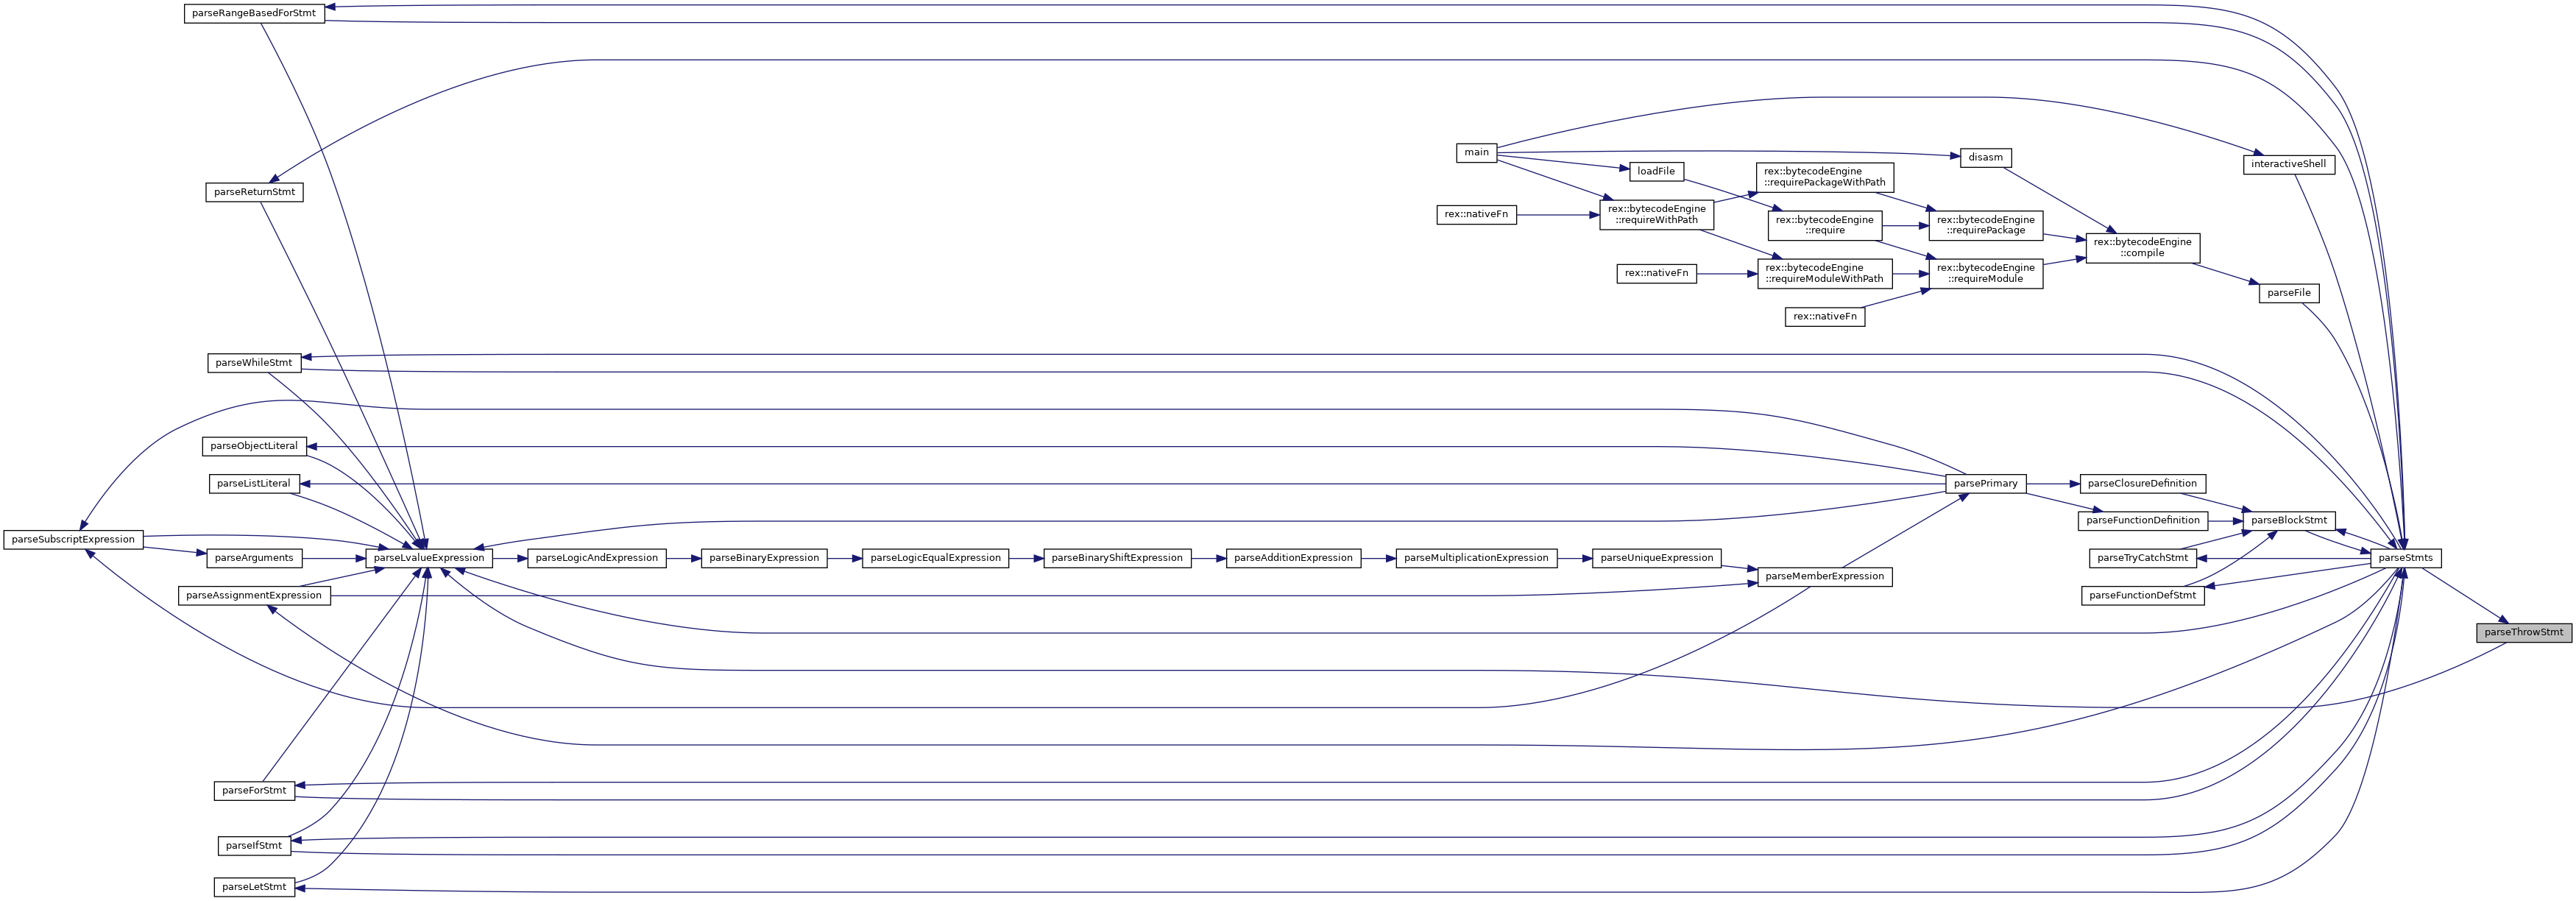 parseRangeBasedForStmt
main
disasm
interactiveShell
loadFile
rex::bytecodeEngine
::requirePackageWithPath
parseReturnStmt
rex::nativeFn
rex::bytecodeEngine
::requireWithPath
rex::bytecodeEngine
::require
rex::bytecodeEngine
::requirePackage
rex::bytecodeEngine
::compile
rex::nativeFn
rex::bytecodeEngine
::requireModuleWithPath
rex::bytecodeEngine
::requireModule
parseFile
rex::nativeFn
parseWhileStmt
parseObjectLiteral
parseListLiteral
parsePrimary
parseClosureDefinition
parseFunctionDefinition
parseBlockStmt
parseSubscriptExpression
parseArguments
parseLvalueExpression
parseLogicAndExpression
parseBinaryExpression
parseLogicEqualExpression
parseBinaryShiftExpression
parseAdditionExpression
parseMultiplicationExpression
parseUniqueExpression
parseTryCatchStmt
parseStmts
parseMemberExpression
parseAssignmentExpression
parseFunctionDefStmt
parseThrowStmt
parseForStmt
parseIfStmt
parseLetStmt